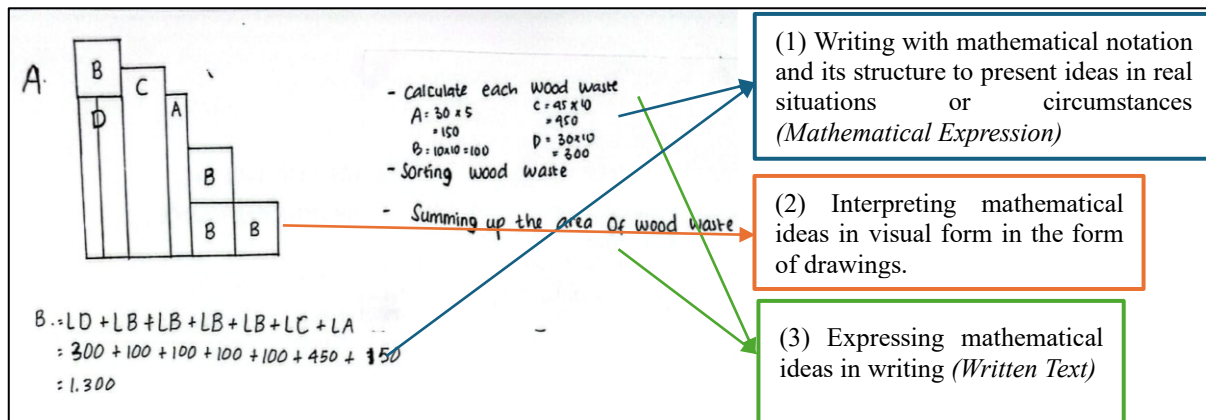 A.
B
C
D
A
B
B
B
- Calculate each wood waste
A = 30 x 5
= 150
B = 10x10 = 100
C = 45 x 10
= 450
D = 30x10
= 300
- Sorting wood waste
- Summing up the area of wood waste
B. = LD + LB + LB + LB + LB + LC + LA
= 300 + 100 + 100 + 100 + 100 + 450 + 150
= 1.300
(1) Writing with mathematical notation
and its structure to present ideas in real
situations or circumstances
(Mathematical Expression)
(2) Interpreting mathematical
ideas in visual form in the form
of drawings.
(3) Expressing mathematical
ideas in writing (Written Text)